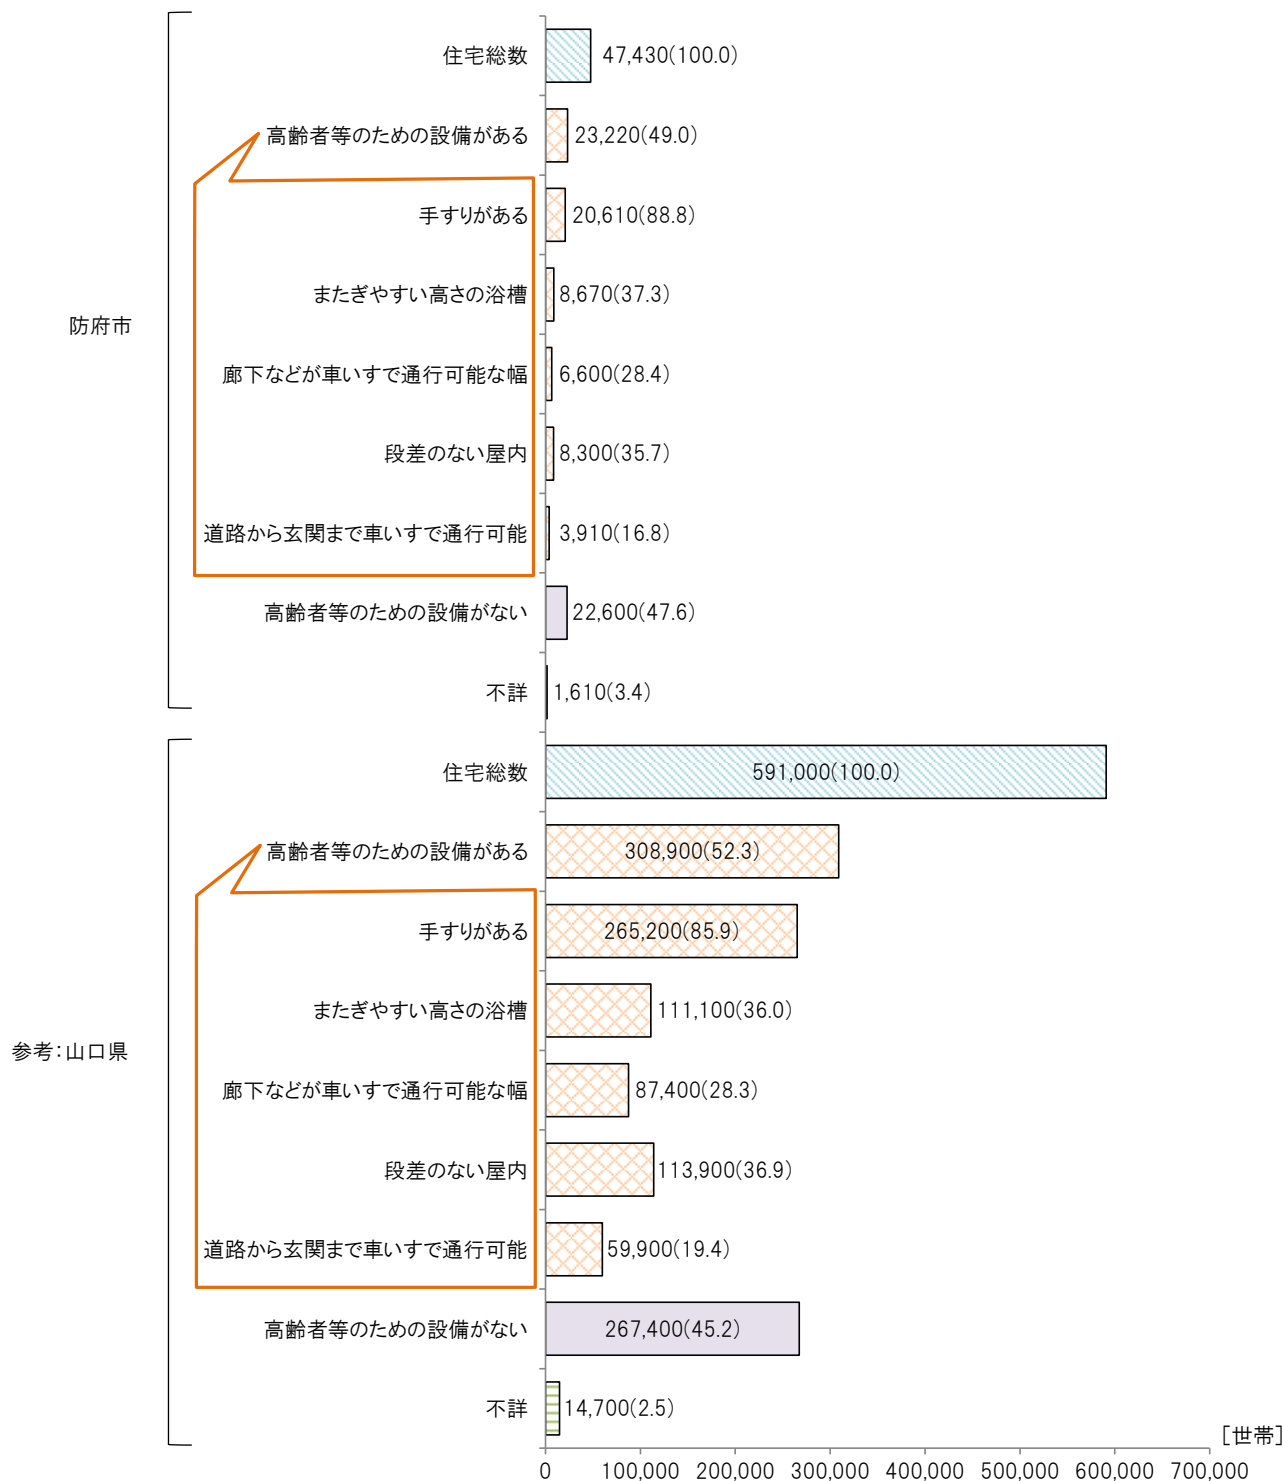 防府市
住宅総数 47,430(100.0)
高齢者等のための設備がある 23,220(49.0)
手すりがある 20,610(88.8)
またぎやすい高さの浴槽 8,670(37.3)
廊下などが車いすで通行可能な幅 6,600(28.4)
段差のない屋内 8,300(35.7)
道路から玄関まで車いすで通行可能 3,910(16.8)
高齢者等のための設備がない 22,600(47.6)
不詳 1,610(3.4)
参考:山口県
住宅総数 591,000(100.0)
高齢者等のための設備がある 308,900(52.3)
手すりがある 265,200(85.9)
またぎやすい高さの浴槽 111,100(36.0)
廊下などが車いすで通行可能な幅 87,400(28.3)
段差のない屋内 113,900(36.9)
道路から玄関まで車いすで通行可能 59,900(19.4)
高齢者等のための設備がない 267,400(45.2)
不詳 14,700(2.5)
[世帯]
0 100,000 200,000 300,000 400,000 500,000 600,000 700,000